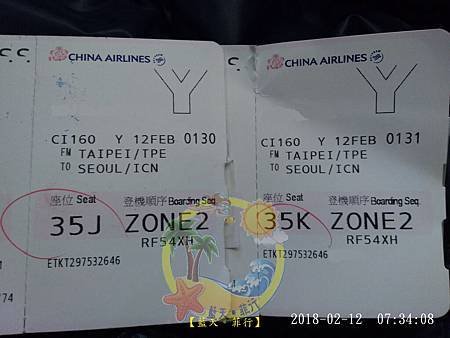 S.C.
CHINA AIRLINES
Y
CI160 Y 12FEB 0130
FM TAIPEI/TPE
TO SEOUL/ICN
座位 Seat 登機順序 Boarding Seq.
35J ZONE2
RF54XH
ETKT297532646
74
C.
CHINA AIRLINES
Y
CI160 Y 12FEB 0131
FM TAIPEI/TPE
TO SEOUL/ICN
座位 Seat 登機順序 Boarding Seq.
35K ZONE2
RF54XH
ETKT297532646
【藍天‧菲行】
2018-02-12 07:34:08